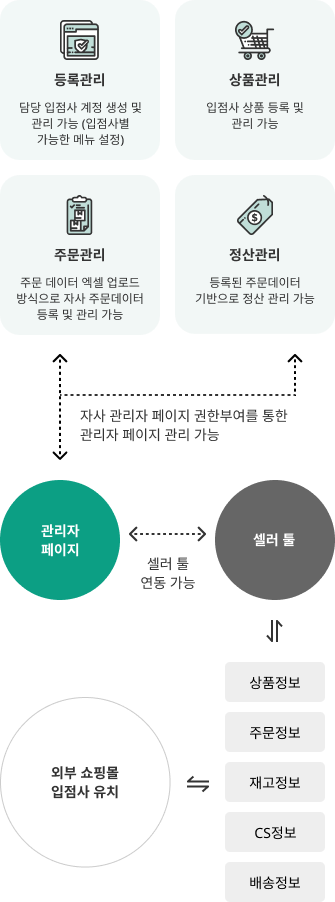 등록관리
담당 입점사 계정 생성 및
관리 가능 (입점사별
가능한 메뉴 설정)
상품관리
입점사 상품 등록 및
관리 가능
주문관리
주문 데이터 엑셀 업로드
방식으로 자사 주문데이터
등록 및 관리 가능
정산관리
등록된 주문데이터
기반으로 정산 관리 가능
자사 관리자 페이지 권한부여를 통한
관리자 페이지 관리 가능
관리자
페이지
셀러 툴
연동 가능
셀러 툴
상품정보
주문정보
재고정보
CS정보
배송정보
외부 쇼핑몰
입점사 유치